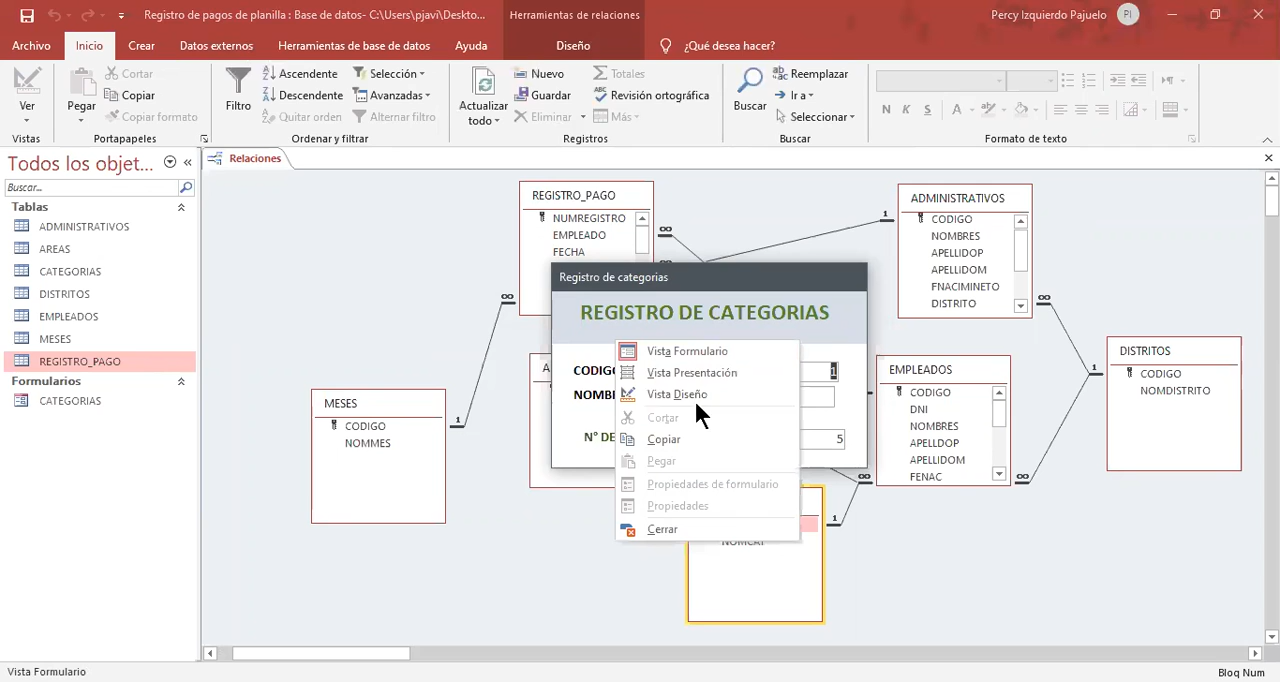 Registro de pagos de planilla : Base de datos- C:\Users\pjavi\Deskto...
Herramientas de relaciones
Percy Izquierdo Pajuelo
PI
Archivo
Inicio
Crear
Datos externos
Herramientas de base de datos
Ayuda
Diseño
¿Qué desea hacer?
Ver
Pegar
Cortar
Copiar
Copiar formato
Filtro
Ascendente
Descendente
Quitar orden
Selección
Avanzadas
Alternar filtro
Actualizar
todo
Nuevo
Guardar
Eliminar
Totales
Revisión ortográfica
Más
Buscar
Reemplazar
Ir a
Seleccionar
N K S
Vistas
Portapapeles
Ordenar y filtrar
Registros
Buscar
Formato de texto
Todos los objet...
Buscar...
Tablas
ADMINISTRATIVOS
AREAS
CATEGORIAS
DISTRITOS
EMPLEADOS
MESES
REGISTRO_PAGO
Formularios
CATEGORIAS
Relaciones
REGISTRO_PAGO
NUMREGISTRO
EMPLEADO
FECHA
ADMINISTRATIVOS
CODIGO
NOMBRES
APELLIDOP
APELLIDOM
FNACIMINETO
DISTRITO
MESES
CODIGO
NOMMES
EMPLEADOS
CODIGO
DNI
NOMBRES
APELLDOP
APELLIDOM
FENAC
DISTRITOS
CODIGO
NOMDISTRITO
Registro de categorias
REGISTRO DE CATEGORIAS
CODIGO
NOMBR
N° DE
5
Vista Formulario
Vista Presentación
Vista Diseño
Cortar
Copiar
Pegar
Propiedades de formulario
Propiedades
Cerrar
NOMCAT
Vista Formulario
Bloq Num